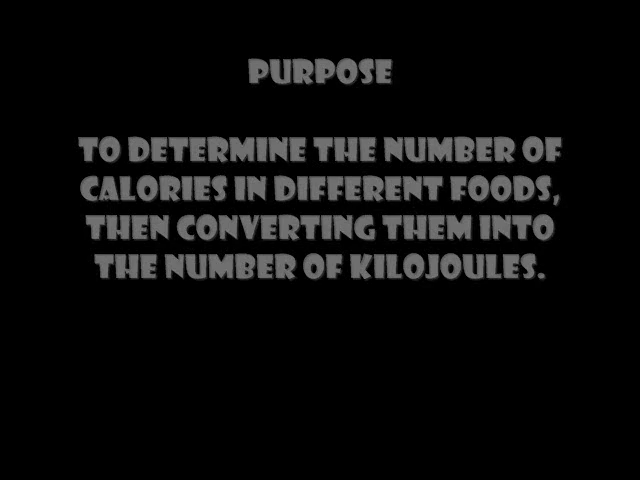 PURPOSE
TO DETERMINE THE NUMBER OF
CALORIES IN DIFFERENT FOODS,
THEN CONVERTING THEM INTO
THE NUMBER OF KILOJOULES.